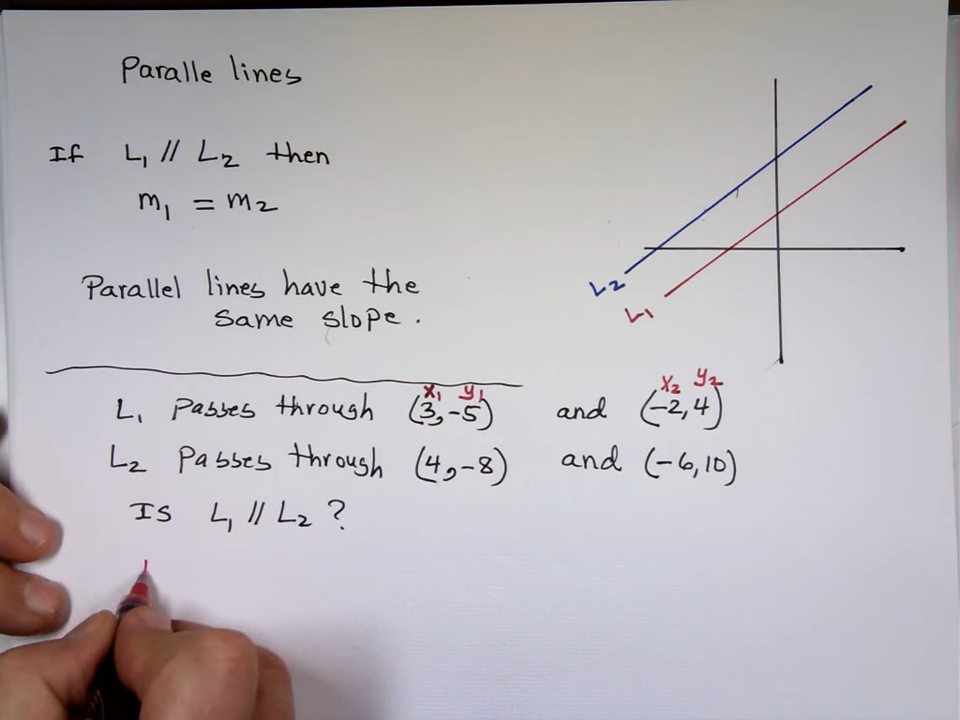 Paralle lines
If L₁ // L₂ then
m₁ = m₂
Parallel lines have the
same slope.
L2
L1
x₁ y₁ x₂ y₂
L₁ passes through (3,-5) and (-2,4)
L₂ passes through (4,-8) and (-6,10)
Is L₁ // L₂ ?